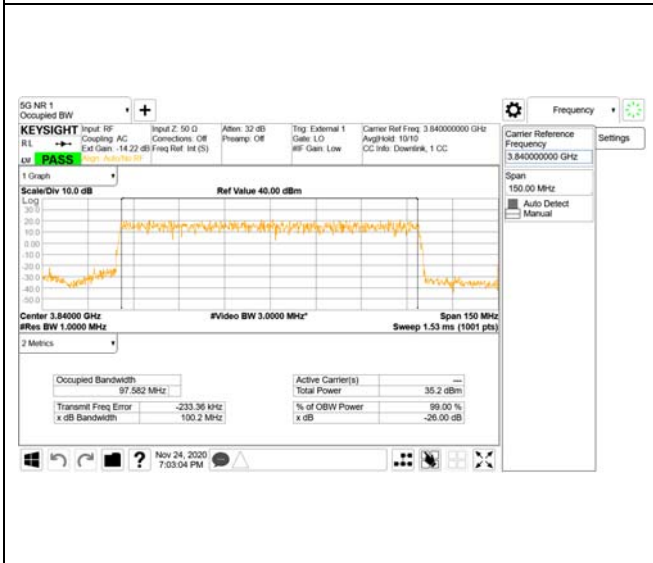 5G NR 1
Occupied BW
+
Frequency
KEYSIGHT
RL
PASS
Input: RF
Coupling: AC
Ext Gain: -14.22 dB
Align: Auto/No RF
Input Z: 50 Ω
Corrections: Off
Freq Ref: Int (S)
Atten: 32 dB
Preamp: Off
Trig: External 1
Gate: LO
#IF Gain: Low
Carrier Ref Freq: 3.840000000 GHz
Avg|Hold: 10/10
CC Info: Downlink, 1 CC
Carrier Reference
Frequency
3.840000000 GHz
Settings
Span
150.00 MHz
Auto Detect
Manual
1 Graph
Scale/Div 10.0 dB
Ref Value 40.00 dBm
Log
30.0
20.0
10.0
0.00
-10.0
-20.0
-30.0
-40.0
-50.0
Center 3.84000 GHz
#Video BW 3.0000 MHz*
Span 150 MHz
#Res BW 1.0000 MHz
Sweep 1.53 ms (1001 pts)
2 Metrics
Occupied Bandwidth
97.582 MHz
Active Carrier(s)
—
Total Power
35.2 dBm
Transmit Freq Error
-233.36 kHz
% of OBW Power
99.00 %
x dB Bandwidth
100.2 MHz
x dB
-26.00 dB
?
Nov 24, 2020
7:03:04 PM